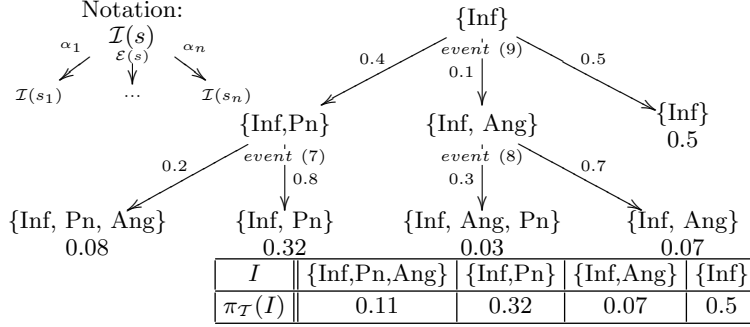 Notation:
I(s)
ℰ(s)
α₁
αₙ
I(s₁)
...
I(sₙ)
{Inf}
event (9)
0.4
0.1
0.5
{Inf,Pn}
{Inf, Ang}
{Inf}
0.5
event (7)
event (8)
0.2
0.8
0.3
0.7
{Inf, Pn, Ang}
{Inf, Pn}
{Inf, Ang, Pn}
{Inf, Ang}
0.08
0.32
0.03
0.07
I {Inf,Pn,Ang} {Inf,Pn} {Inf,Ang} {Inf}
π_𝒯(I) 0.11 0.32 0.07 0.5